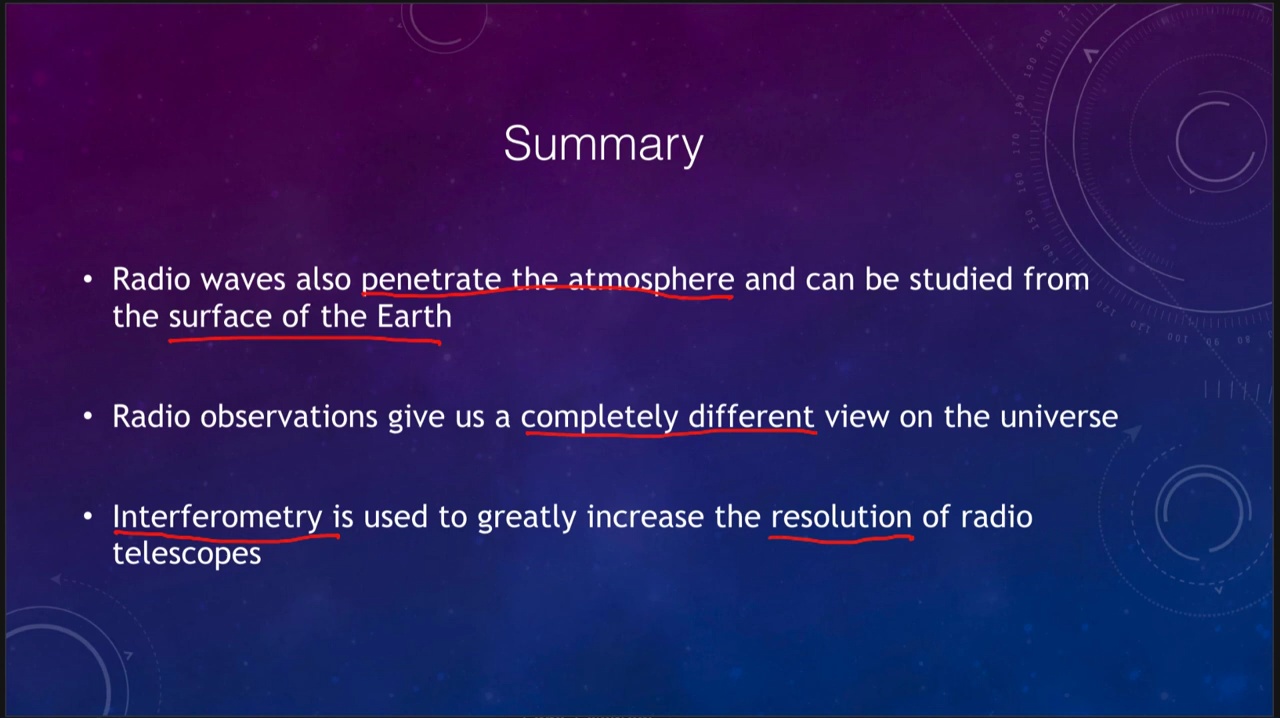 Summary
• Radio waves also penetrate the atmosphere and can be studied from
the surface of the Earth
• Radio observations give us a completely different view on the universe
• Interferometry is used to greatly increase the resolution of radio
telescopes